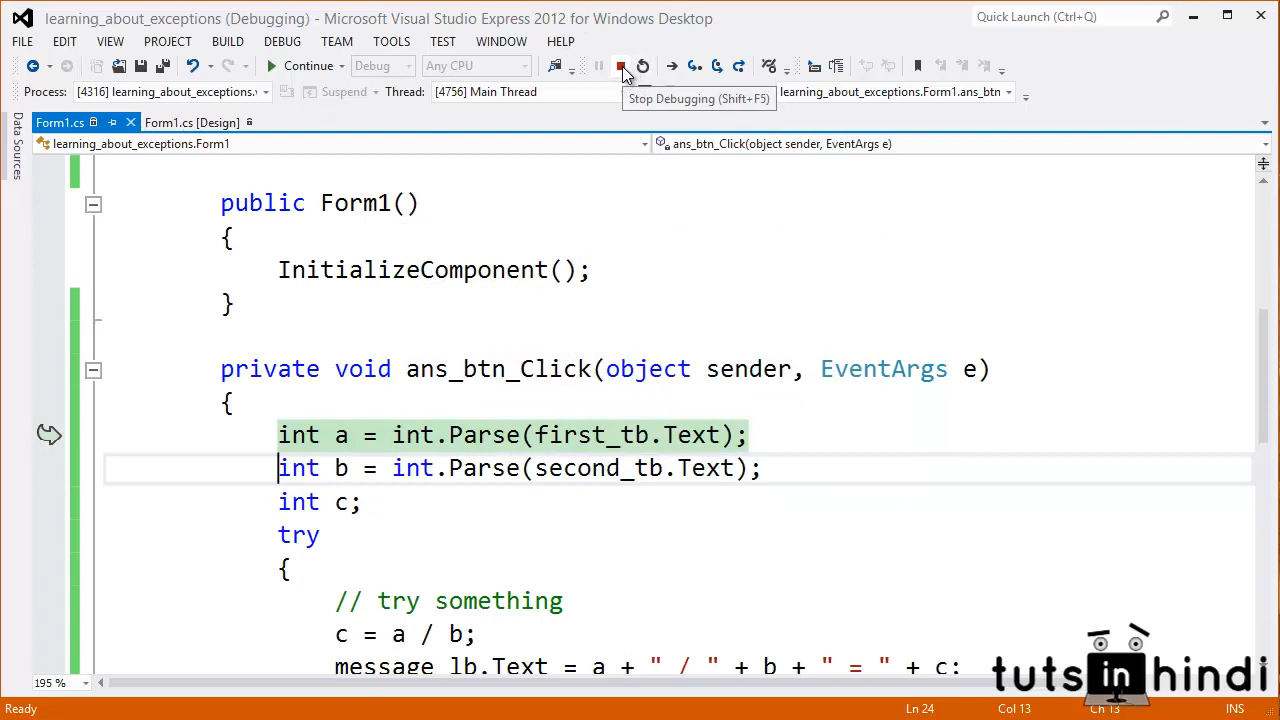 learning_about_exceptions (Debugging) - Microsoft Visual Studio Express 2012 for Windows Desktop
Quick Launch (Ctrl+Q)
FILE EDIT VIEW PROJECT BUILD DEBUG TEAM TOOLS TEST WINDOW HELP
Continue Debug Any CPU
Process: [4316] learning_about_exceptions.v Suspend Thread: [4756] Main Thread learning_about_exceptions.Form1.ans_btn
Stop Debugging (Shift+F5)
Form1.cs Form1.cs [Design]
Data Sources
learning_about_exceptions.Form1 ans_btn_Click(object sender, EventArgs e)
public Form1()
{
InitializeComponent();
}
private void ans_btn_Click(object sender, EventArgs e)
{
int a = int.Parse(first_tb.Text);
int b = int.Parse(second_tb.Text);
int c;
try
{
// try something
c = a / b;
message_lb.Text = a + " / " + b + " = " + c;
tuts in hindi
195 %
Ready Ln 24 Col 13 Ch 13 INS